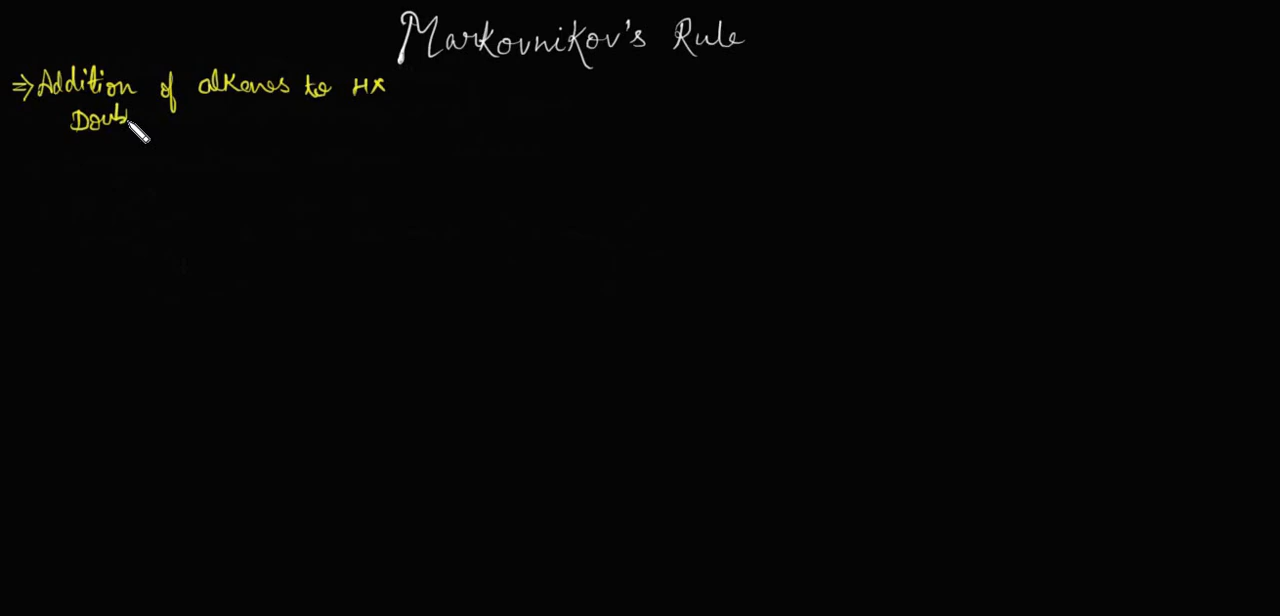 Markovnikov's Rule
⇒ Addition of alkenes to HX
Doub